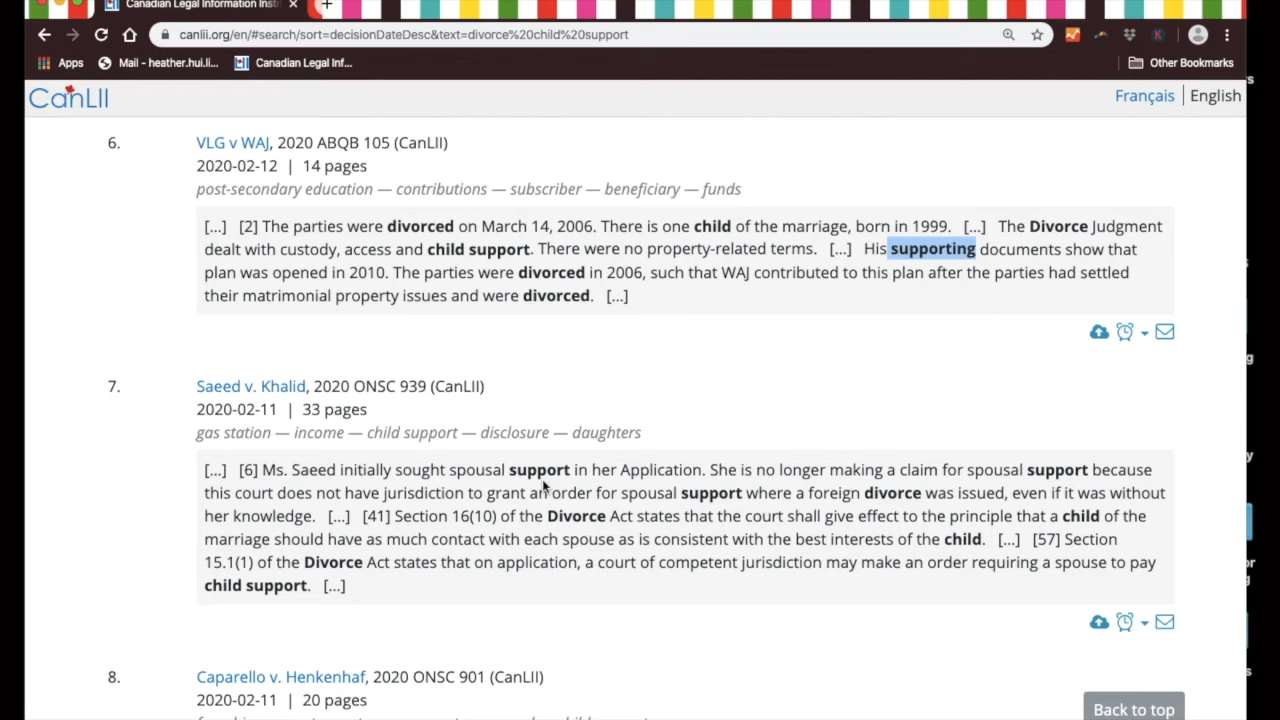 Canadian Legal Information Insti
canlii.org/en/#search/sort=decisionDateDesc&text=divorce%20child%20support
Apps Mail - heather.hui.li... Canadian Legal Inf... Other Bookmarks
CanLII Français English
6. VLG v WAJ, 2020 ABQB 105 (CanLII)
2020-02-12 | 14 pages
post-secondary education — contributions — subscriber — beneficiary — funds
[...] [2] The parties were divorced on March 14, 2006. There is one child of the marriage, born in 1999. [...] The Divorce Judgment
dealt with custody, access and child support. There were no property-related terms. [...] His supporting documents show that
plan was opened in 2010. The parties were divorced in 2006, such that WAJ contributed to this plan after the parties had settled
their matrimonial property issues and were divorced. [...]
7. Saeed v. Khalid, 2020 ONSC 939 (CanLII)
2020-02-11 | 33 pages
gas station — income — child support — disclosure — daughters
[...] [6] Ms. Saeed initially sought spousal support in her Application. She is no longer making a claim for spousal support because
this court does not have jurisdiction to grant an order for spousal support where a foreign divorce was issued, even if it was without
her knowledge. [...] [41] Section 16(10) of the Divorce Act states that the court shall give effect to the principle that a child of the
marriage should have as much contact with each spouse as is consistent with the best interests of the child. [...] [57] Section
15.1(1) of the Divorce Act states that on application, a court of competent jurisdiction may make an order requiring a spouse to pay
child support. [...]
8. Caparello v. Henkenhaf, 2020 ONSC 901 (CanLII)
2020-02-11 | 20 pages
Back to top